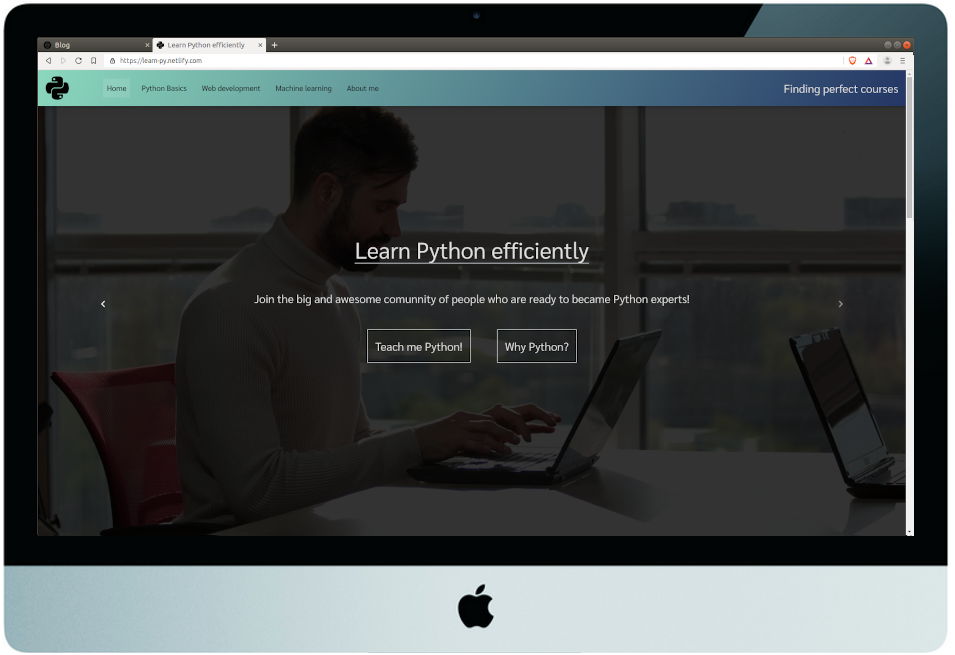 Blog
Learn Python efficiently
https://learn-py.netlify.com
Home Python Basics Web development Machine learning About me
Finding perfect courses
Learn Python efficiently
Join the big and awesome comunnity of people who are ready to became Python experts!
Teach me Python! Why Python?